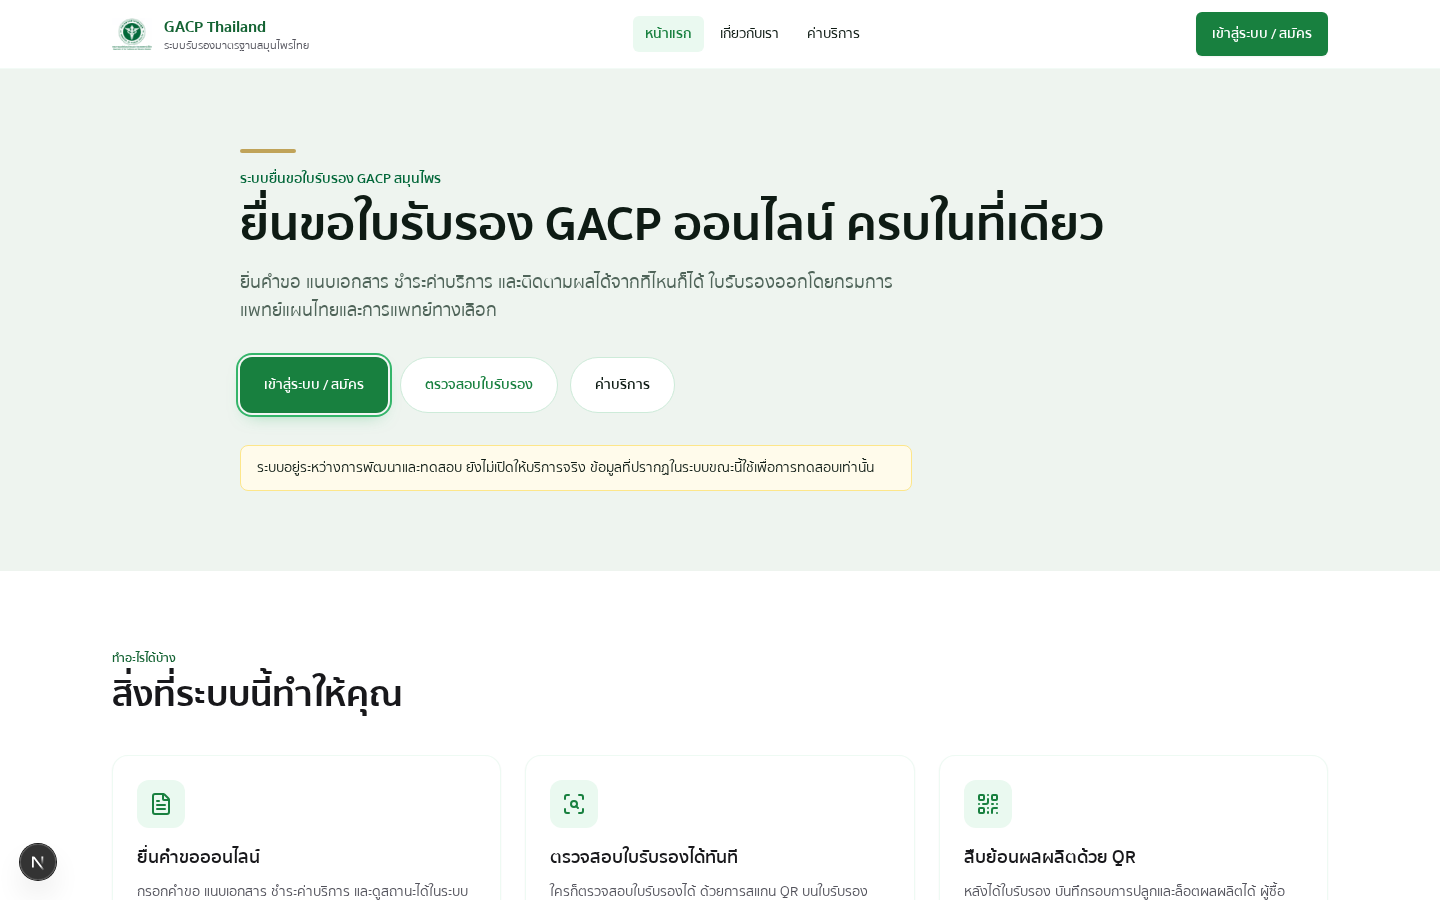 GACP Thailand
ระบบรับรองมาตรฐานสมุนไพรไทย
หน้าแรก
เกี่ยวกับเรา
ค่าบริการ
เข้าสู่ระบบ / สมัคร
ระบบยื่นขอใบรับรอง GACP สมุนไพร
ยื่นขอใบรับรอง GACP ออนไลน์ ครบในที่เดียว
ยื่นคำขอ แนบเอกสาร ชำระค่าบริการ และติดตามผลได้จากที่ไหนก็ได้ ใบรับรองออกโดยกรมการ
แพทย์แผนไทยและการแพทย์ทางเลือก
เข้าสู่ระบบ / สมัคร
ตรวจสอบใบรับรอง
ค่าบริการ
ระบบอยู่ระหว่างการพัฒนาและทดสอบ ยังไม่เปิดให้บริการจริง ข้อมูลที่ปรากฏในระบบขณะนี้ใช้เพื่อการทดสอบเท่านั้น
ทำอะไรได้บ้าง
สิ่งที่ระบบนี้ทำให้คุณ
ยื่นคำขอออนไลน์
กรอกคำขอ แนบเอกสาร ชำระค่าบริการ และดูสถานะได้ในระบบ
ตรวจสอบใบรับรองได้ทันที
ใครก็ตรวจสอบใบรับรองได้ ด้วยการสแกน QR บนใบรับรอง
สืบย้อนผลผลิตด้วย QR
หลังได้ใบรับรอง บันทึกรอบการปลูกและล็อตผลผลิตได้ ผู้ซื้อ